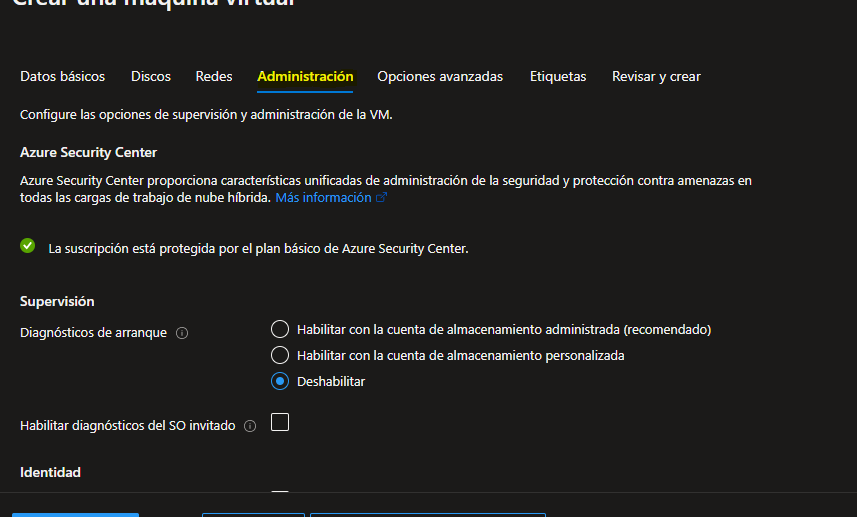 Crear una máquina virtual
Datos básicos Discos Redes Administración Opciones avanzadas Etiquetas Revisar y crear
Configure las opciones de supervisión y administración de la VM.
Azure Security Center
Azure Security Center proporciona características unificadas de administración de la seguridad y protección contra amenazas en
todas las cargas de trabajo de nube híbrida. Más información
La suscripción está protegida por el plan básico de Azure Security Center.
Supervisión
Diagnósticos de arranque
Habilitar con la cuenta de almacenamiento administrada (recomendado)
Habilitar con la cuenta de almacenamiento personalizada
Deshabilitar
Habilitar diagnósticos del SO invitado
Identidad